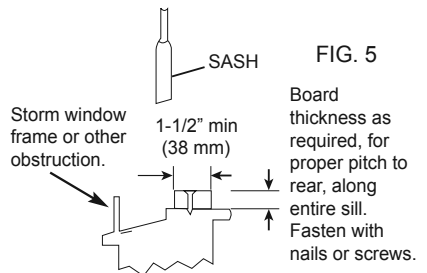 SASH
FIG. 5
Storm window
frame or other
obstruction.
1-1/2” min
(38 mm)
Board
thickness as
required, for
proper pitch to
rear, along
entire sill.
Fasten with
nails or screws.